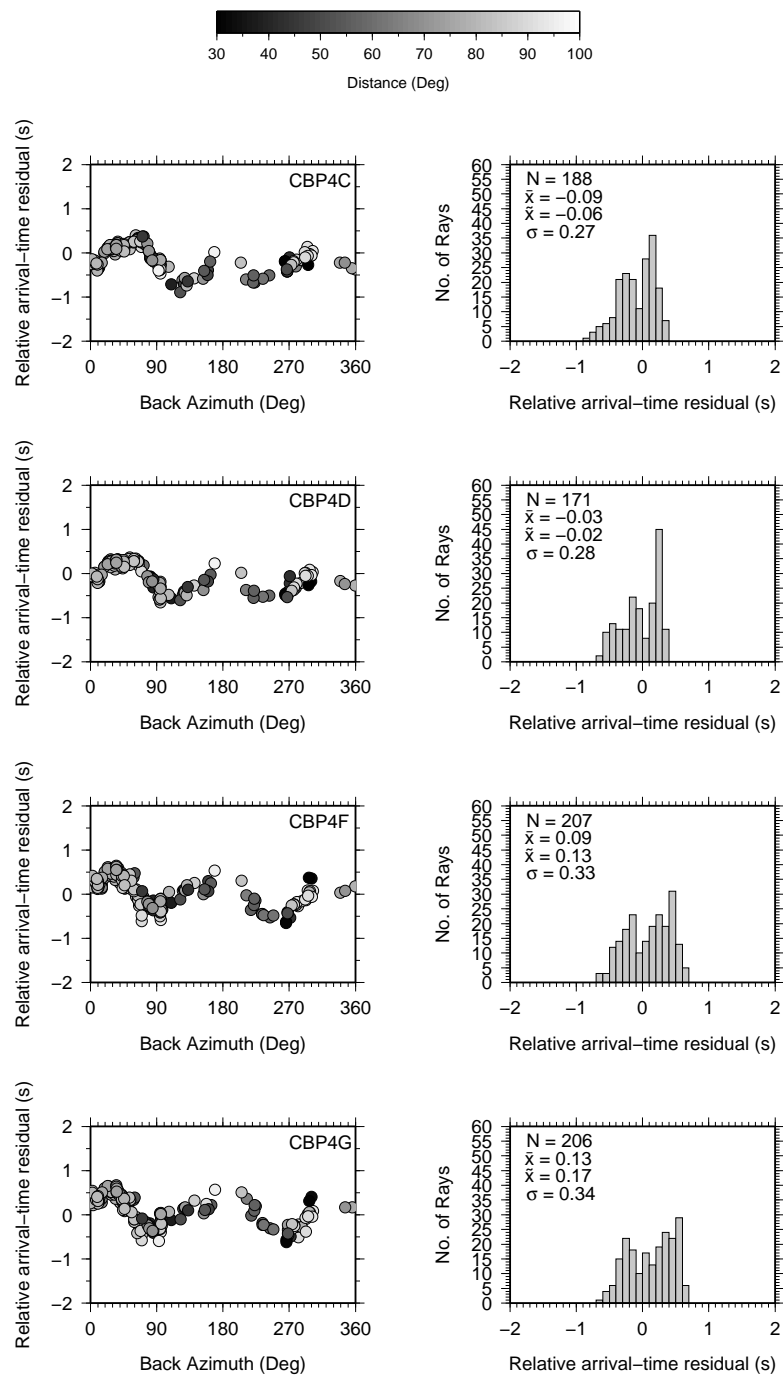 30 40 50 60 70 80 90 100
Distance (Deg)
Relative arrival−time residual (s)
2
1
0
−1
−2
CBP4C
0 90 180 270 360
Back Azimuth (Deg)
No. of Rays
60
55
50
45
40
35
30
25
20
15
10
5
0
N = 188
x̄ = −0.09
x̃ = −0.06
σ = 0.27
−2 −1 0 1 2
Relative arrival−time residual (s)
Relative arrival−time residual (s)
2
1
0
−1
−2
CBP4D
0 90 180 270 360
Back Azimuth (Deg)
No. of Rays
60
55
50
45
40
35
30
25
20
15
10
5
0
N = 171
x̄ = −0.03
x̃ = −0.02
σ = 0.28
−2 −1 0 1 2
Relative arrival−time residual (s)
Relative arrival−time residual (s)
2
1
0
−1
−2
CBP4F
0 90 180 270 360
Back Azimuth (Deg)
No. of Rays
60
55
50
45
40
35
30
25
20
15
10
5
0
N = 207
x̄ = 0.09
x̃ = 0.13
σ = 0.33
−2 −1 0 1 2
Relative arrival−time residual (s)
Relative arrival−time residual (s)
2
1
0
−1
−2
CBP4G
0 90 180 270 360
Back Azimuth (Deg)
No. of Rays
60
55
50
45
40
35
30
25
20
15
10
5
0
N = 206
x̄ = 0.13
x̃ = 0.17
σ = 0.34
−2 −1 0 1 2
Relative arrival−time residual (s)